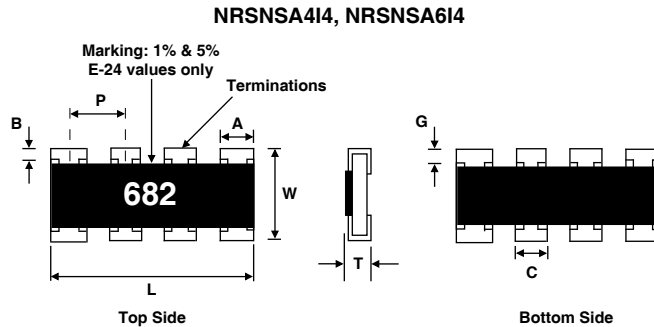 NRSNSA4I4, NRSNSA6I4
Marking: 1% & 5%
E-24 values only
Terminations
P
B
A
G
682
W
T
C
L
Top Side
Bottom Side